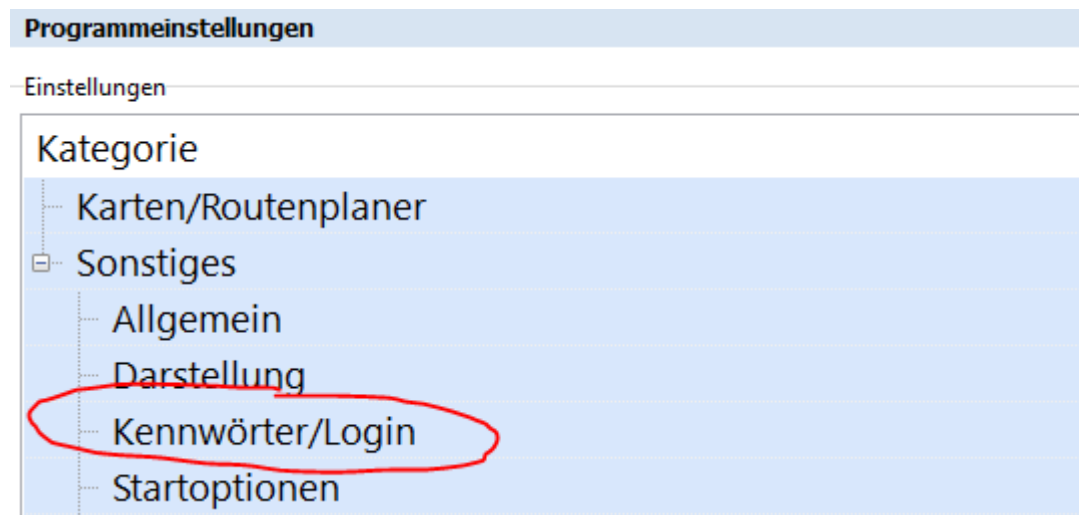 Programmeinstellungen
Einstellungen
Kategorie
Karten/Routenplaner
Sonstiges
Allgemein
Darstellung
Kennwörter/Login
Startoptionen